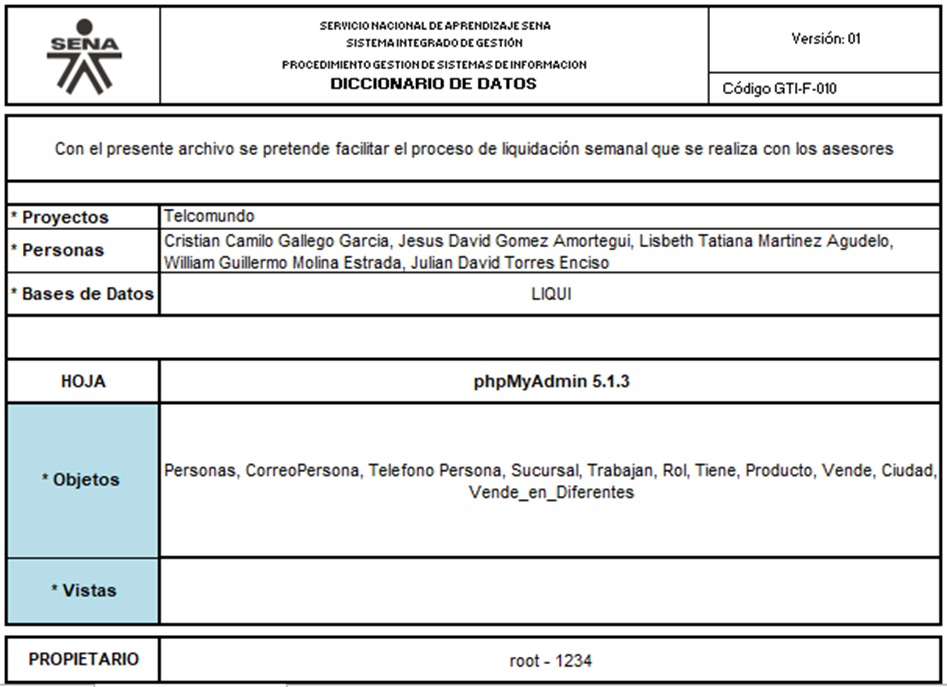 SENA
SERVICIO NACIONAL DE APRENDIZAJE SENA
SISTEMA INTEGRADO DE GESTIÓN
PROCEDIMIENTO GESTION DE SISTEMAS DE INFORMACION
DICCIONARIO DE DATOS
Versión: 01
Código GTI-F-010
Con el presente archivo se pretende facilitar el proceso de liquidación semanal que se realiza con los asesores
* Proyectos
Telcomundo
* Personas
Cristian Camilo Gallego Garcia, Jesus David Gomez Amortegui, Lisbeth Tatiana Martinez Agudelo,
William Guillermo Molina Estrada, Julian David Torres Enciso
* Bases de Datos
LIQUI
HOJA
phpMyAdmin 5.1.3
* Objetos
Personas, CorreoPersona, Telefono Persona, Sucursal, Trabajan, Rol, Tiene, Producto, Vende, Ciudad,
Vende_en_Diferentes
* Vistas
PROPIETARIO
root - 1234